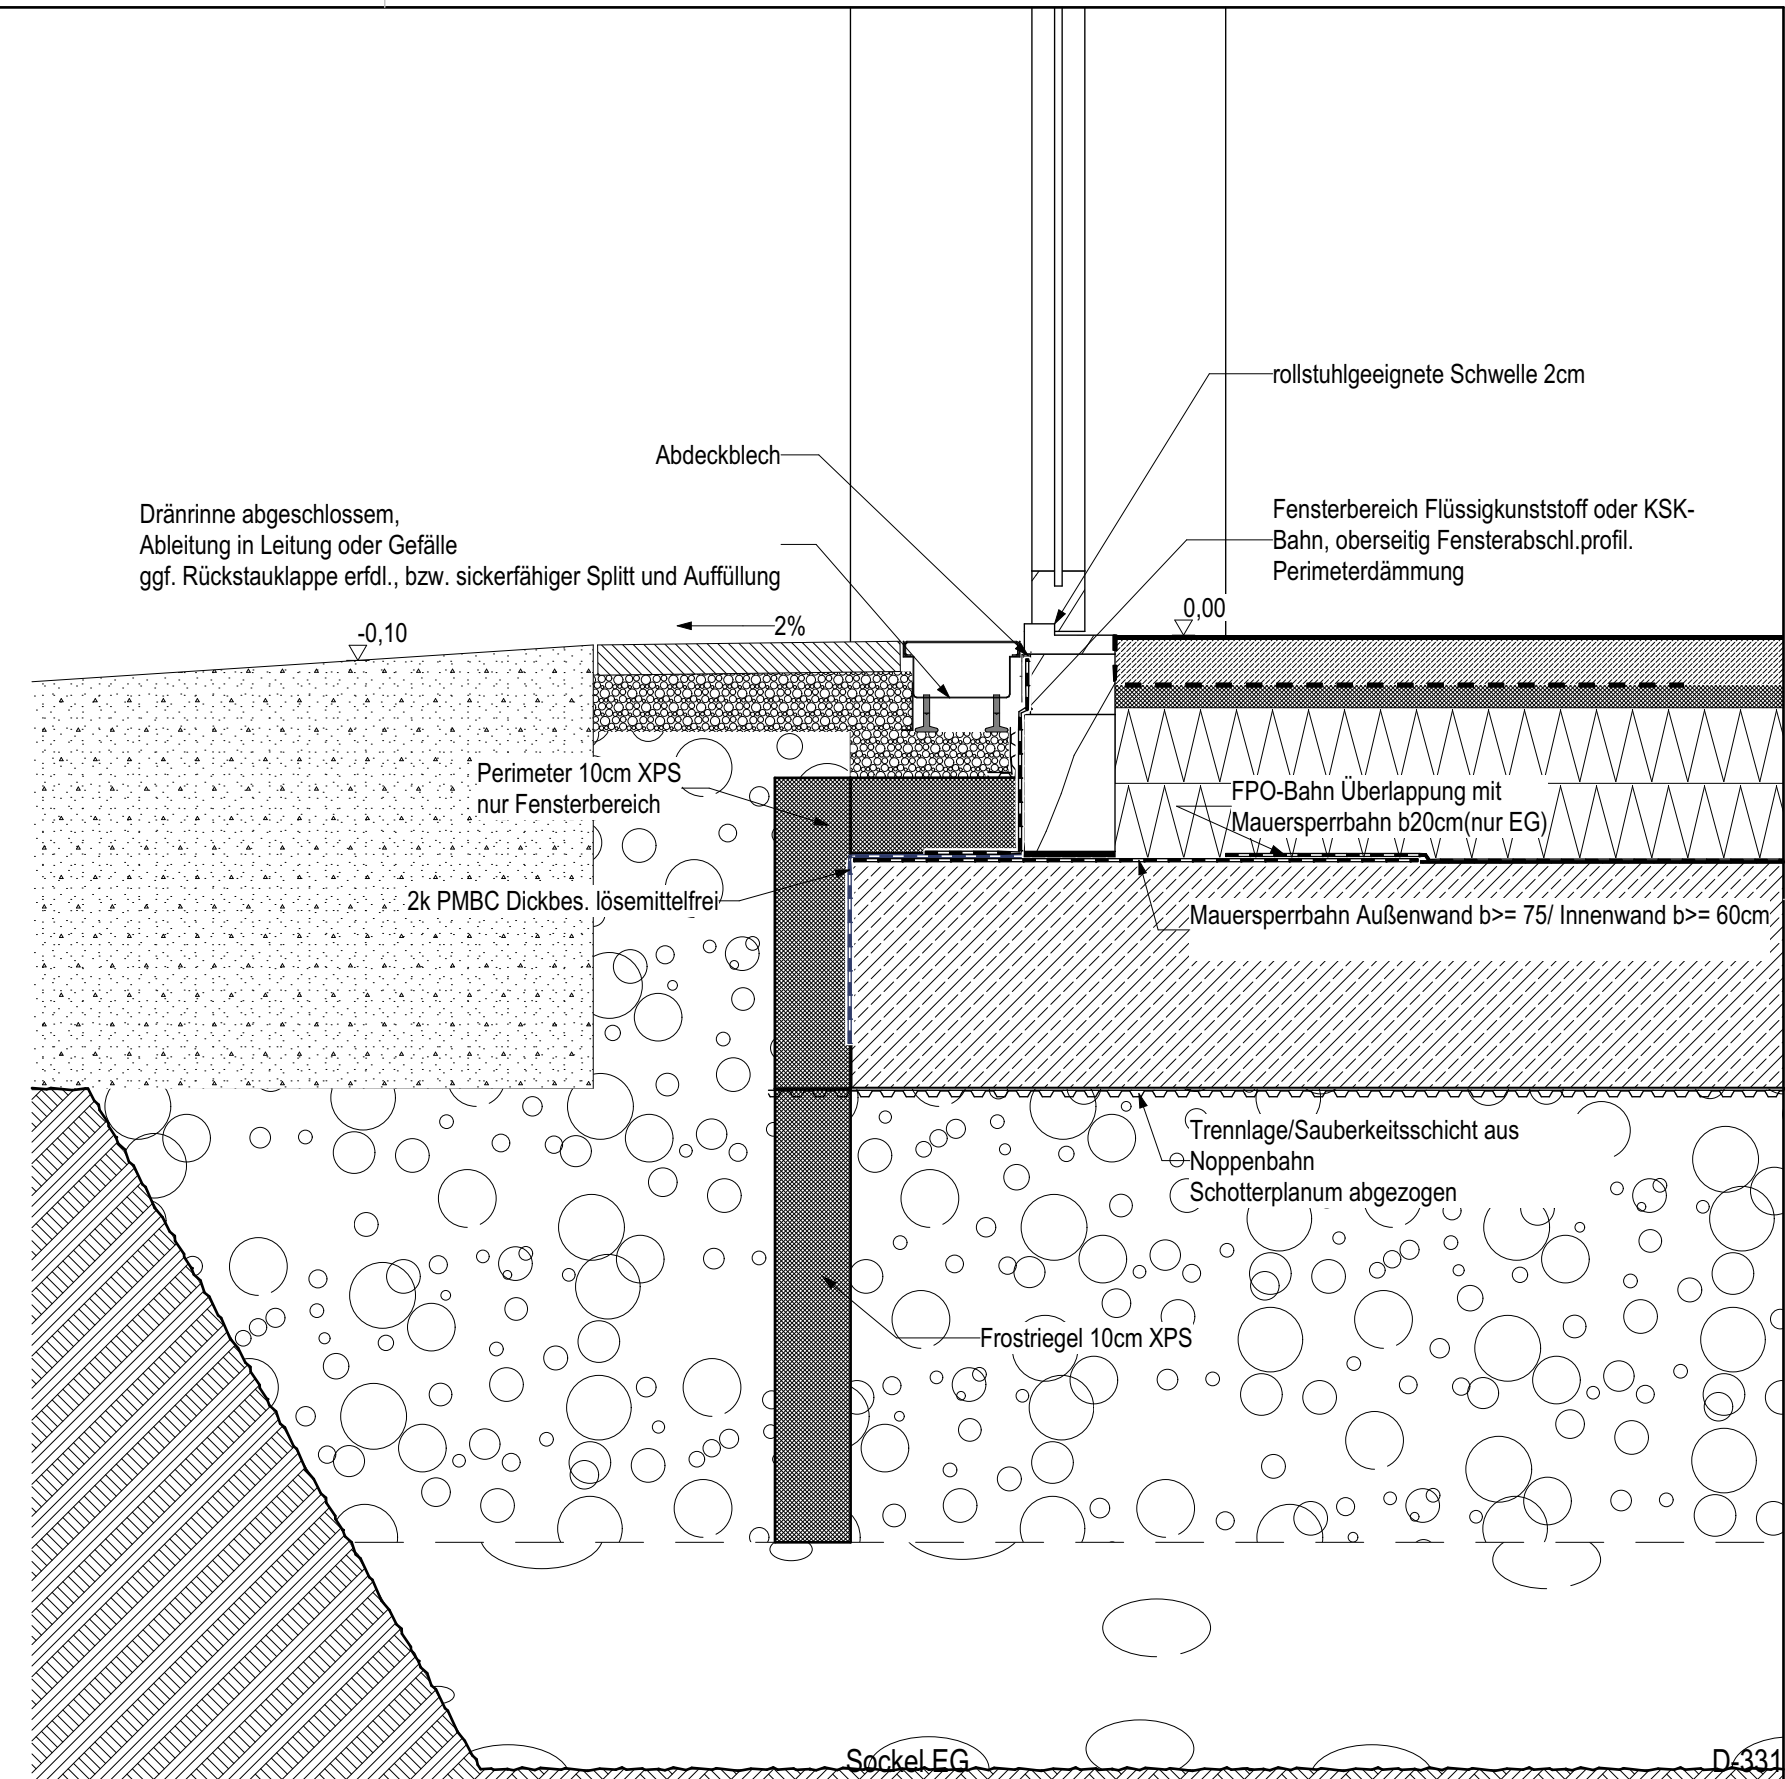 rollstuhlgeeignete Schwelle 2cm
Abdeckblech
Dränrinne abgeschlossem,
Ableitung in Leitung oder Gefälle
ggf. Rückstauklappe erfdl., bzw. sickerfähiger Splitt und Auffüllung
Fensterbereich Flüssigkunststoff oder KSK-
Bahn, oberseitig Fensterabschl.profil.
Perimeterdämmung
0,00
2%
-0,10
Perimeter 10cm XPS
nur Fensterbereich
FPO-Bahn Überlappung mit
Mauersperrbahn b20cm(nur EG)
2k PMBC Dickbes. lösemittelfrei
Mauersperrbahn Außenwand b>= 75/ Innenwand b>= 60cm
Trennlage/Sauberkeitsschicht aus
Noppenbahn
Schotterplanum abgezogen
Frostriegel 10cm XPS
Sockel EG
D-331